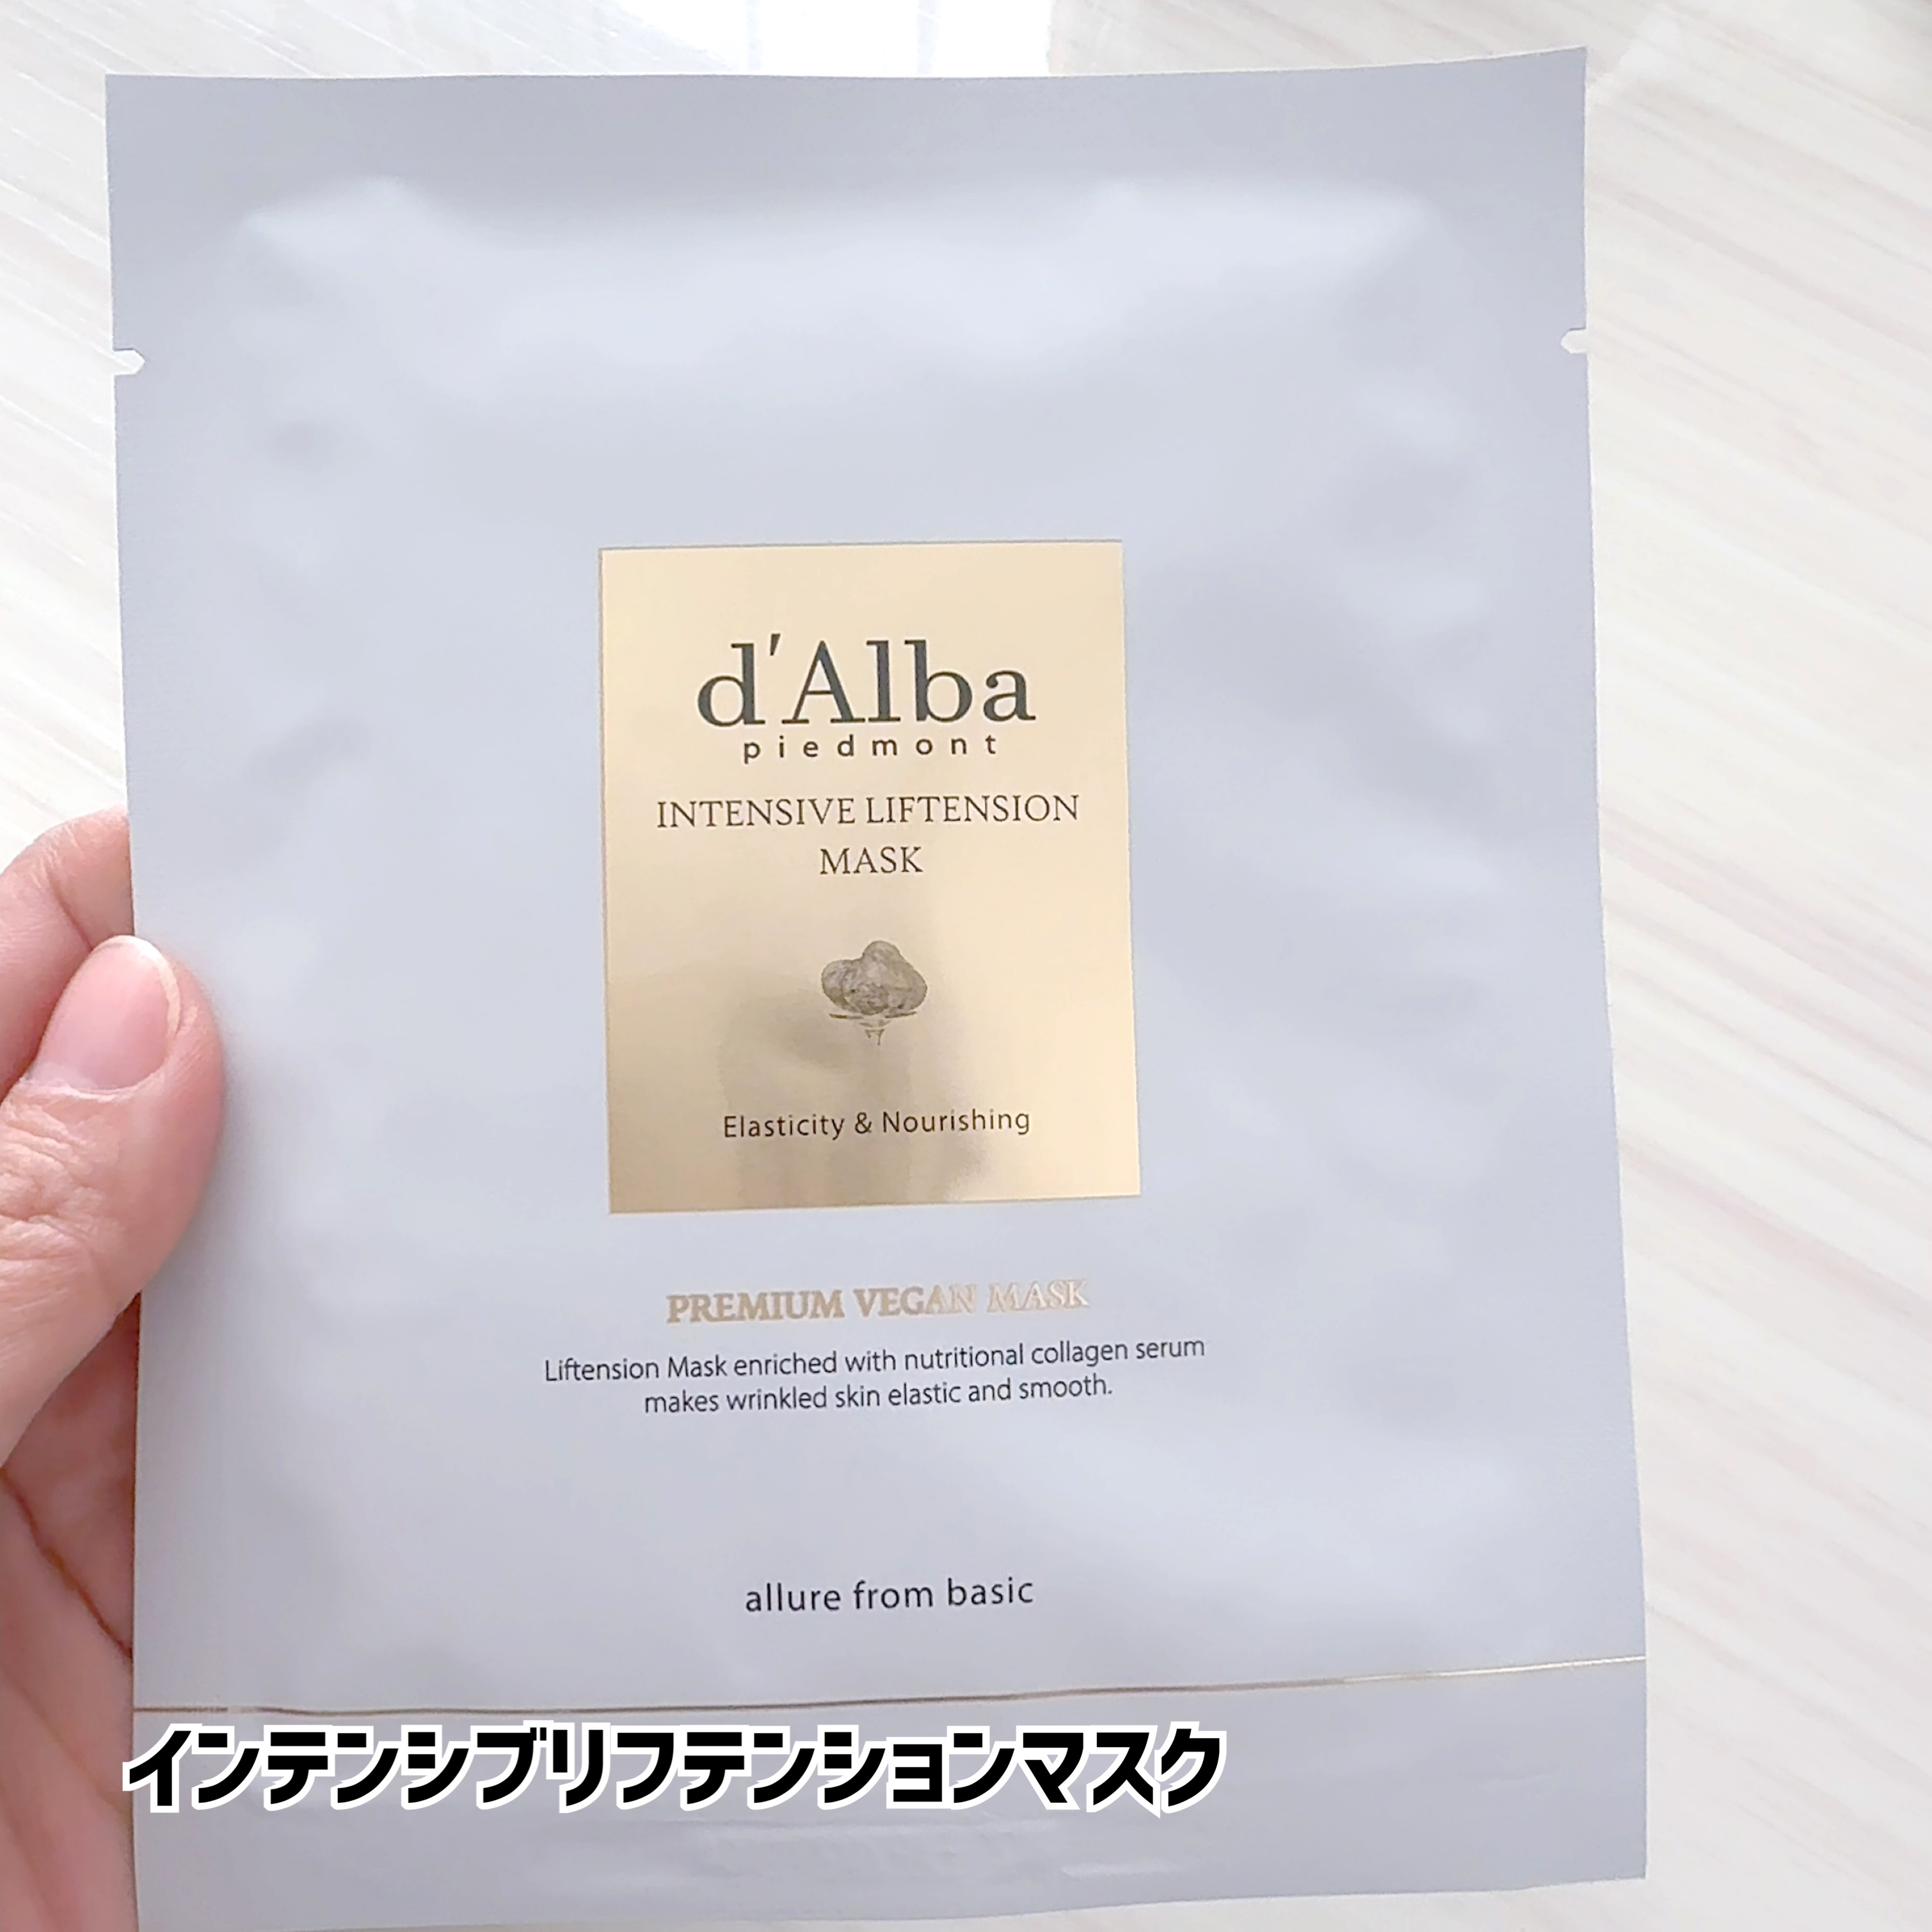 d'Alba
piedmont
INTENSIVE LIFTENSION
MASK
Elasticity & Nourishing
PREMIUM VEGAN MASK
Liftension Mask enriched with nutritional collagen serum
makes wrinkled skin elastic and smooth.
allure from basic
インテンシブリフテンションマスク